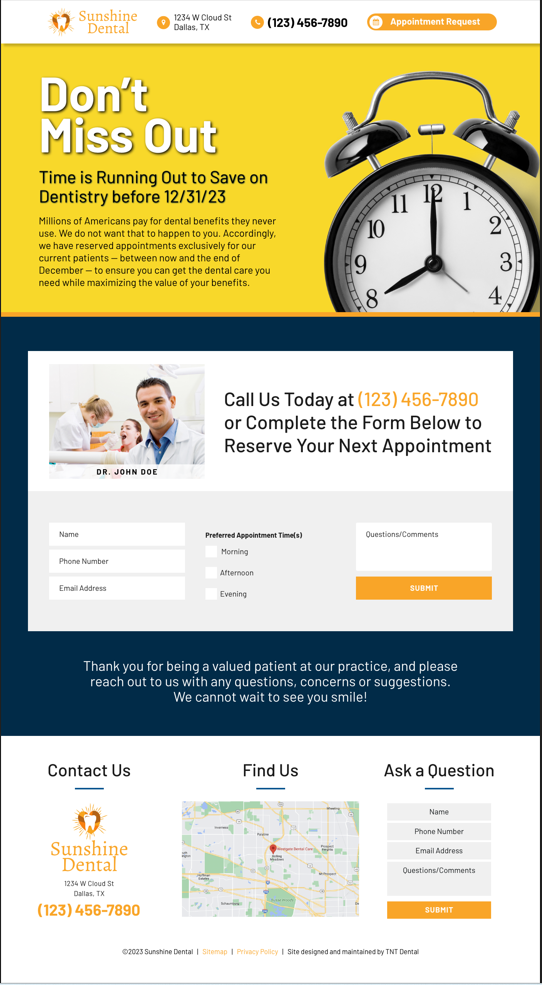 Sunshine
Dental
1234 W Cloud St
Dallas, TX
(123) 456-7890
Appointment Request
Don’t
Miss Out
Time is Running Out to Save on
Dentistry before 12/31/23
Millions of Americans pay for dental benefits they never
use. We do not want that to happen to you. Accordingly,
we have reserved appointments exclusively for our
current patients — between now and the end of
December — to ensure you can get the dental care you
need while maximizing the value of your benefits.
11 12 1
10 2
9 3
8 4
DR. JOHN DOE
Call Us Today at (123) 456-7890
or Complete the Form Below to
Reserve Your Next Appointment
Name
Phone Number
Email Address
Preferred Appointment Time(s)
Morning
Afternoon
Evening
Questions/Comments
SUBMIT
Thank you for being a valued patient at our practice, and please
reach out to us with any questions, concerns or suggestions.
We cannot wait to see you smile!
Contact Us
Sunshine
Dental
1234 W Cloud St
Dallas, TX
(123) 456-7890
Find Us
Ask a Question
Name
Phone Number
Email Address
Questions/Comments
SUBMIT
©2023 Sunshine Dental | Sitemap | Privacy Policy | Site designed and maintained by TNT Dental